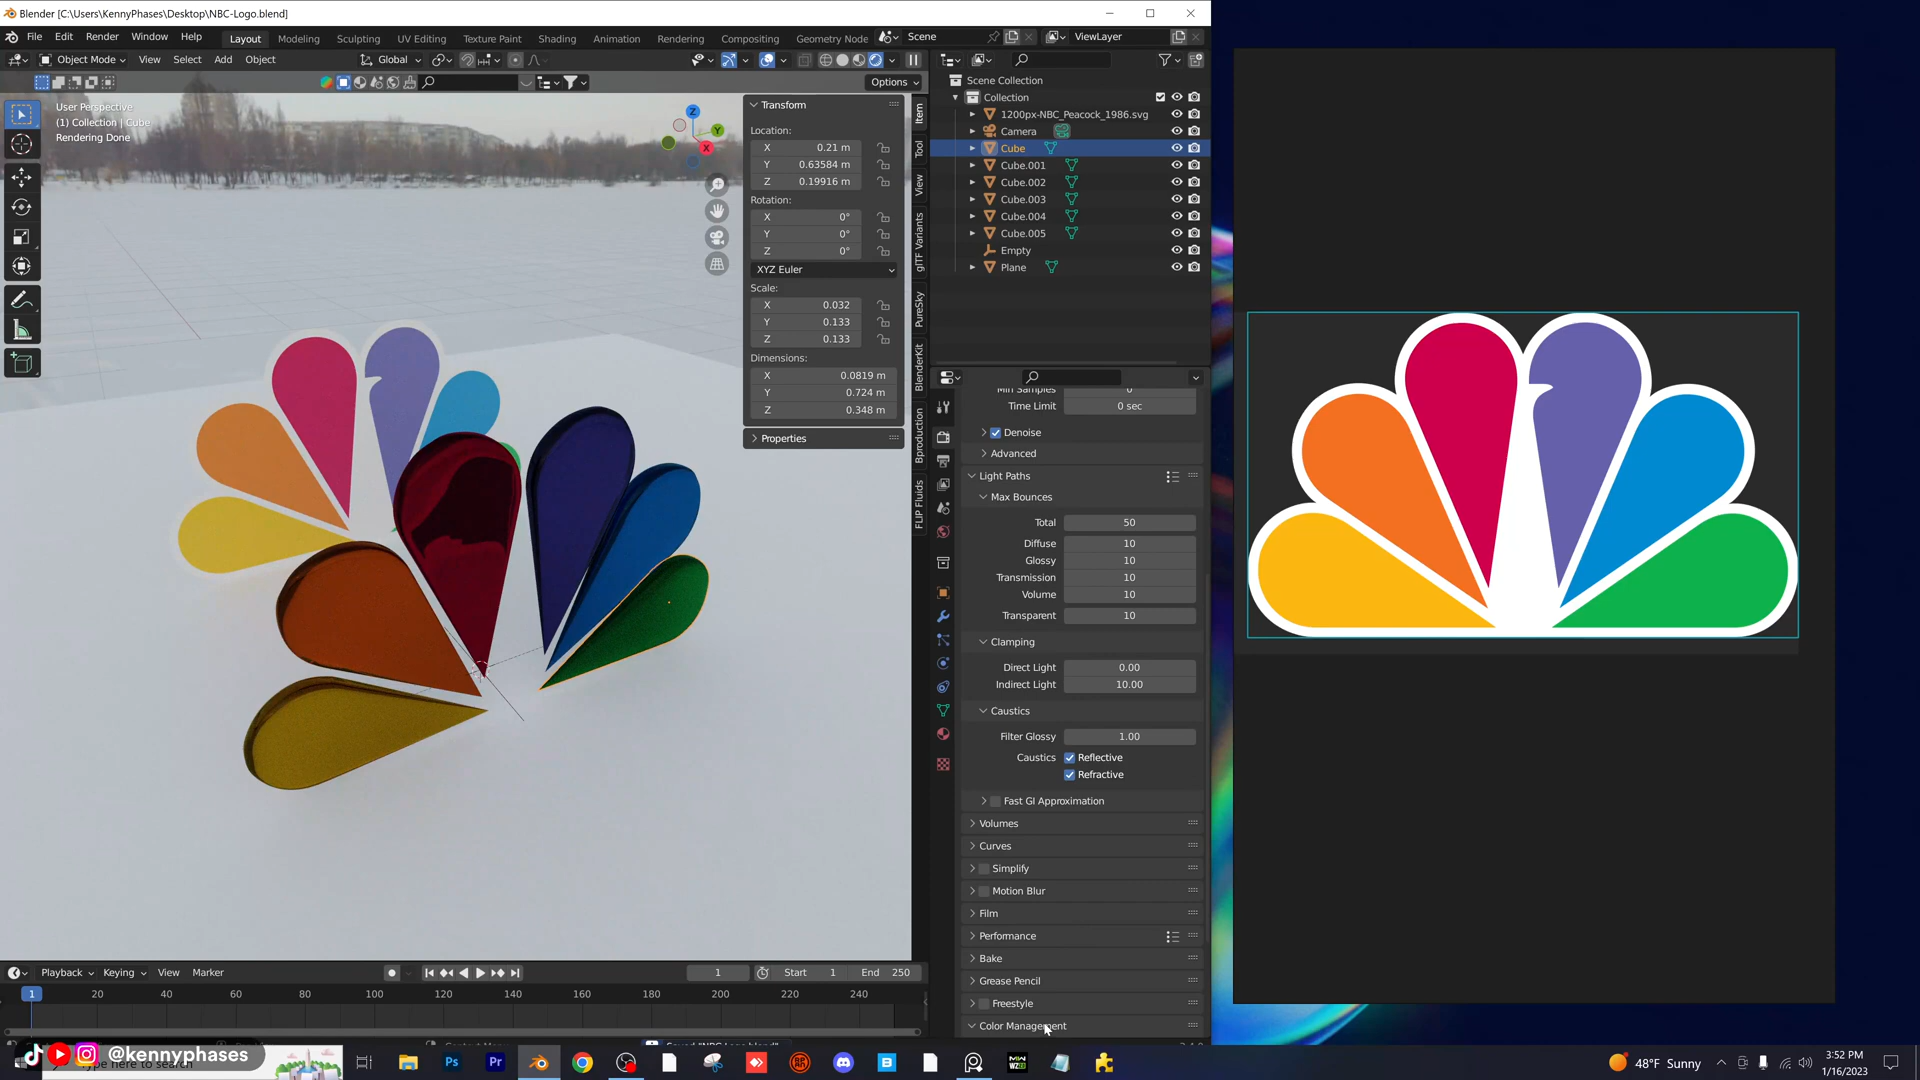 Blender [C:\Users\KennyPhases\Desktop\NBC-Logo.blend]
File Edit Render Window Help Layout Modeling Sculpting UV Editing Texture Paint Shading Animation Rendering Compositing Geometry Node Scene ViewLayer
Object Mode View Select Add Object Global
Options
User Perspective
(1) Collection | Cube
Rendering Done
Z
Y
X
Transform
Location:
X 0.21 m
Y 0.63584 m
Z 0.19916 m
Rotation:
X 0°
Y 0°
Z 0°
XYZ Euler
Scale:
X 0.032
Y 0.133
Z 0.133
Dimensions:
X 0.0819 m
Y 0.724 m
Z 0.348 m
Properties
Item
Tool
View
glTF Variants
PureSky
BlenderKit
Bproduction
FLIP Fluids
Scene Collection
Collection
1200px-NBC_Peacock_1986.svg
Camera
Cube
Cube.001
Cube.002
Cube.003
Cube.004
Cube.005
Empty
Plane
Min Samples 0
Time Limit 0 sec
Denoise
Advanced
Light Paths
Max Bounces
Total 50
Diffuse 10
Glossy 10
Transmission 10
Volume 10
Transparent 10
Clamping
Direct Light 0.00
Indirect Light 10.00
Caustics
Filter Glossy 1.00
Caustics Reflective
Refractive
Fast GI Approximation
Volumes
Curves
Simplify
Motion Blur
Film
Performance
Bake
Grease Pencil
Freestyle
Color Management
Playback Keying View Marker 1 Start 1 End 250
1 20 40 60 80 100 120 140 160 180 200 220 240
@kennyphases
Ps Pr
48°F Sunny
3:52 PM
1/16/2023